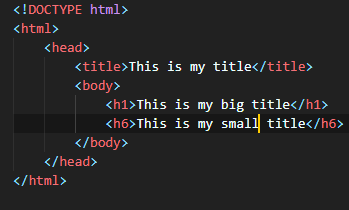 <!DOCTYPE html>
<html>
<head>
<title>This is my title</title>
<body>
<h1>This is my big title</h1>
<h6>This is my small title</h6>
</body>
</head>
</html>